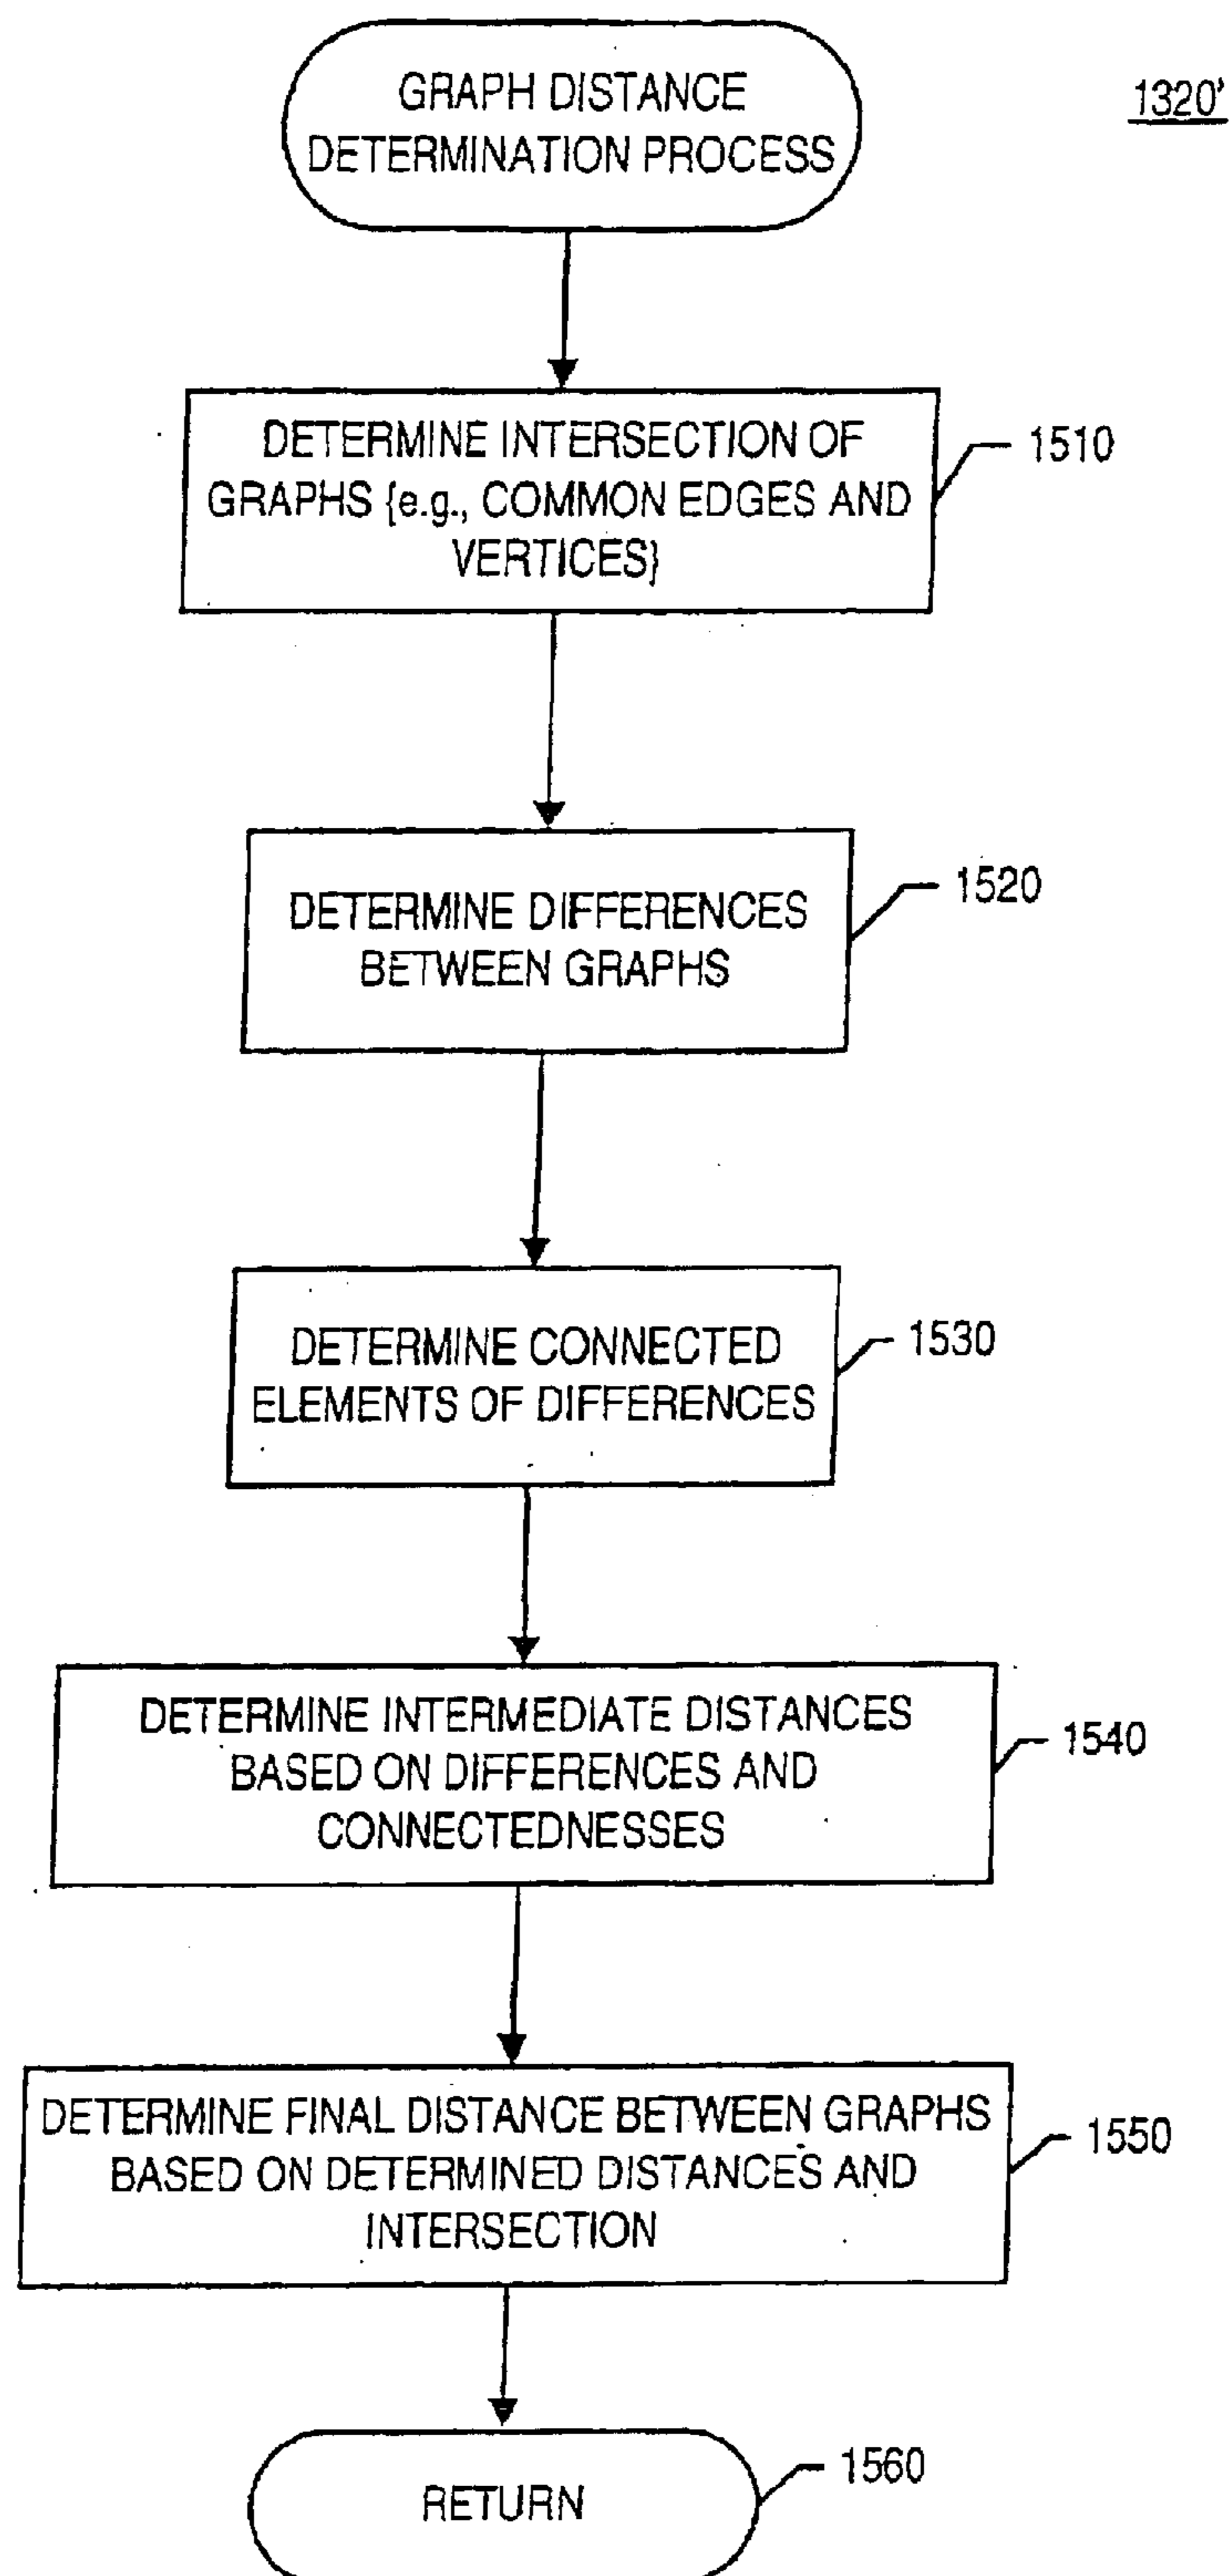 GRAPH DISTANCE
DETERMINATION PROCESS
1320'
DETERMINE INTERSECTION OF
GRAPHS {e.g., COMMON EDGES AND
VERTICES}
1510
DETERMINE DIFFERENCES
BETWEEN GRAPHS
1520
DETERMINE CONNECTED
ELEMENTS OF DIFFERENCES
1530
DETERMINE INTERMEDIATE DISTANCES
BASED ON DIFFERENCES AND
CONNECTEDNESSES
1540
DETERMINE FINAL DISTANCE BETWEEN GRAPHS
BASED ON DETERMINED DISTANCES AND
INTERSECTION
1550
RETURN
1560